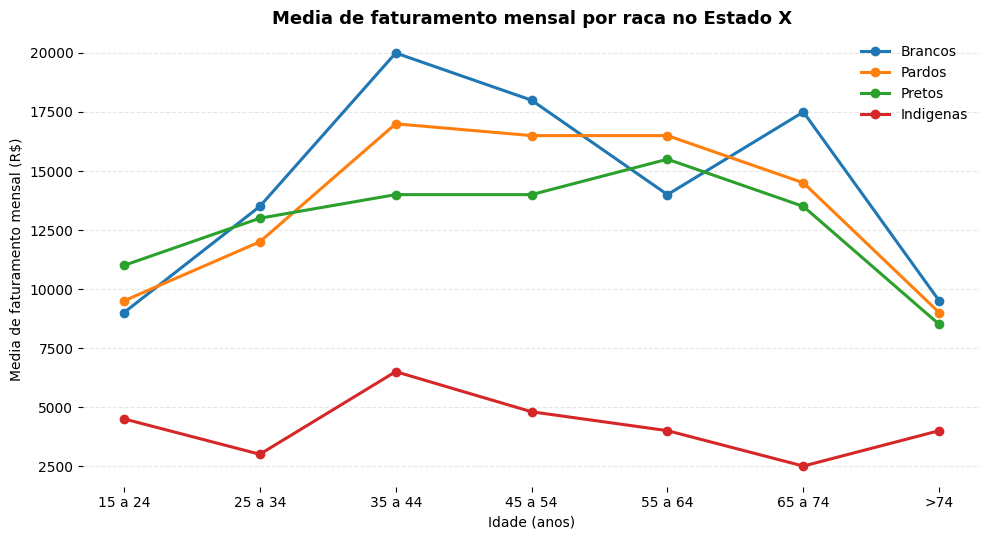 Media de faturamento mensal por raca no Estado X
Brancos
Pardos
Pretos
Indigenas
Media de faturamento mensal (R$)
20000
17500
15000
12500
10000
7500
5000
2500
15 a 24 25 a 34 35 a 44 45 a 54 55 a 64 65 a 74 >74
Idade (anos)